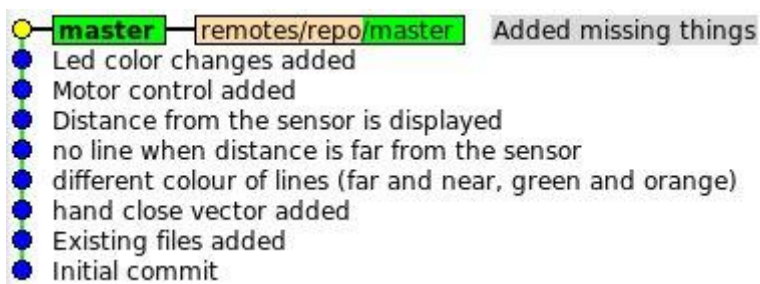 master remotes/repo/master Added missing things
Led color changes added
Motor control added
Distance from the sensor is displayed
no line when distance is far from the sensor
different colour of lines (far and near, green and orange)
hand close vector added
Existing files added
Initial commit